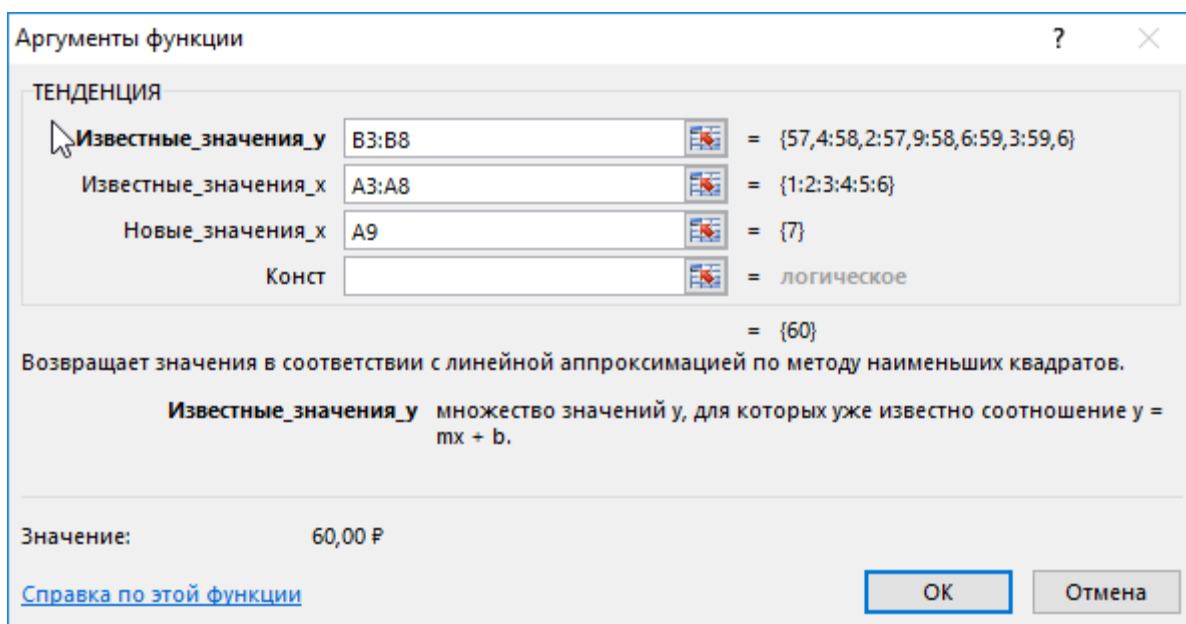 Аргументы функции ? ×
ТЕНДЕНЦИЯ
Известные_значения_y B3:B8 = {57,4:58,2:57,9:58,6:59,3:59,6}
Известные_значения_x A3:A8 = {1:2:3:4:5:6}
Новые_значения_x A9 = {7}
Конст = логическое
= {60}
Возвращает значения в соответствии с линейной аппроксимацией по методу наименьших квадратов.
Известные_значения_y множество значений y, для которых уже известно соотношение y =
mx + b.
Значение: 60,00 ₽
Справка по этой функции ОК Отмена